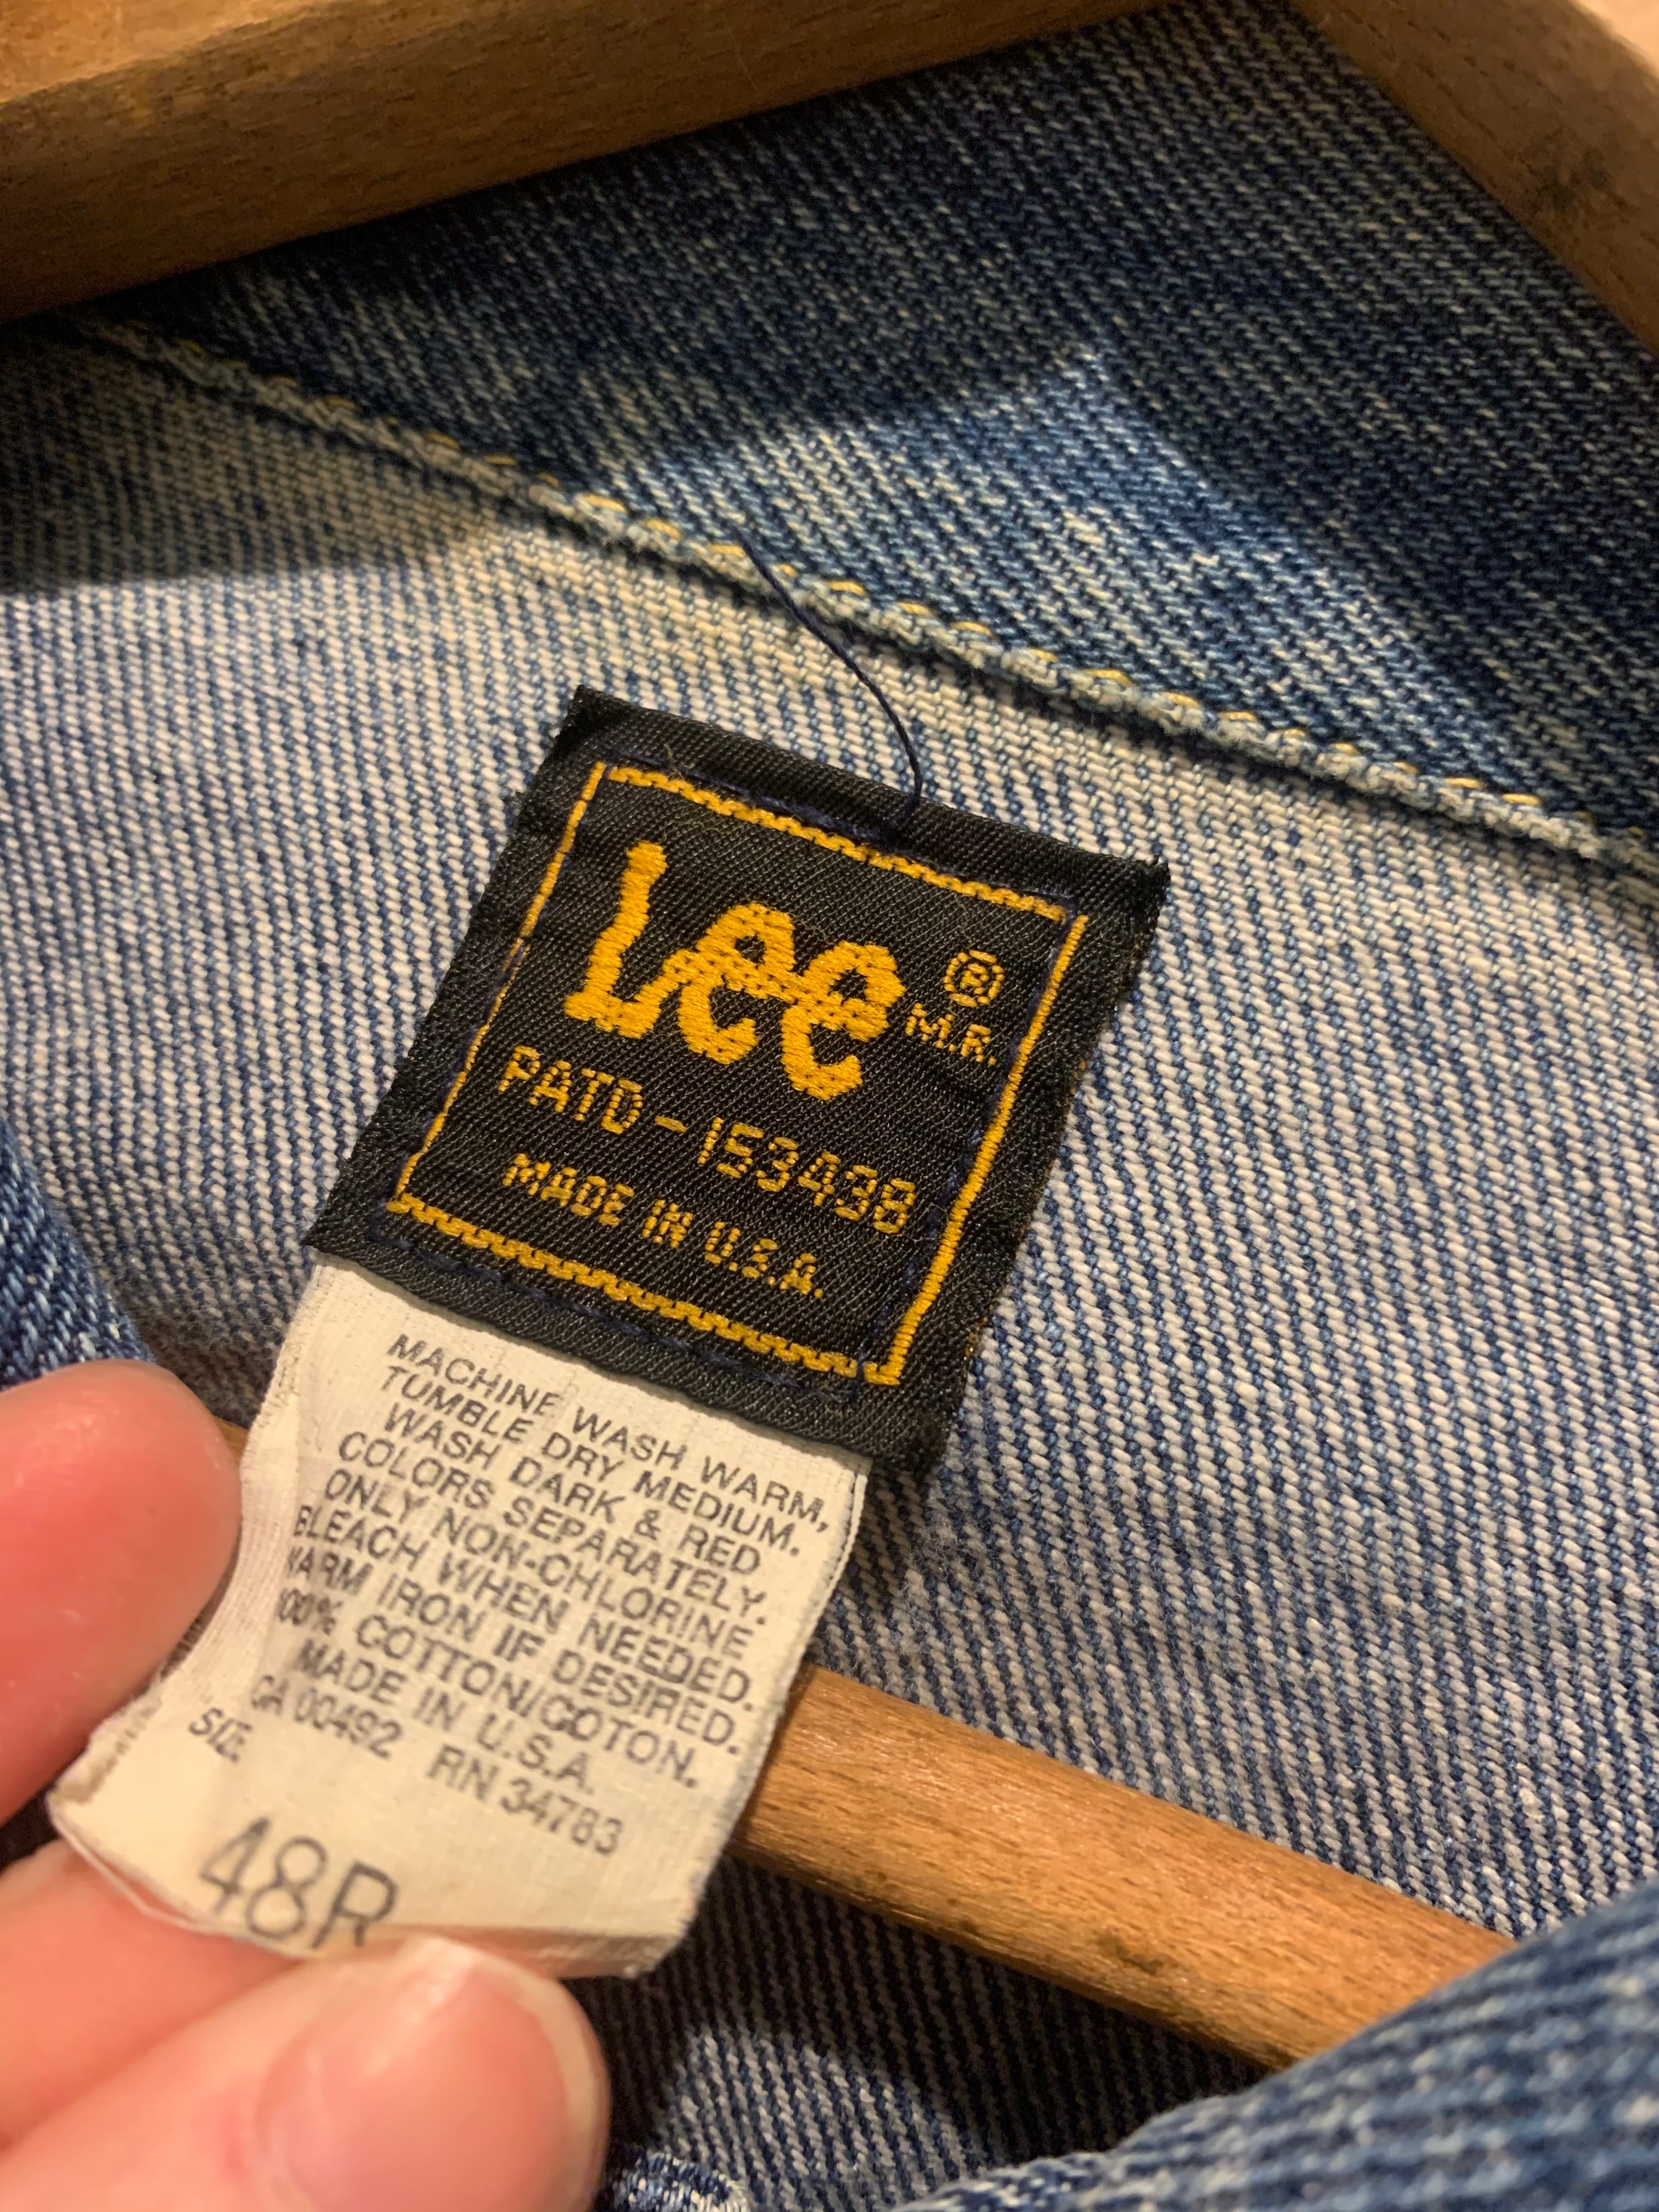 Lee ®
M.R.
PATD-153438
MADE IN U.S.A.
MACHINE WASH WARM,
TUMBLE DRY MEDIUM.
WASH DARK & RED
COLORS SEPARATELY.
ONLY NON-CHLORINE
BLEACH WHEN NEEDED.
WARM IRON IF DESIRED.
100% COTTON/COTON.
MADE IN U.S.A.
CA 00492 RN 34783
SIZE
48R